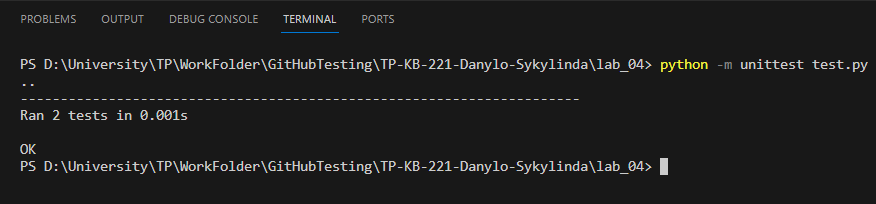 PROBLEMS OUTPUT DEBUG CONSOLE TERMINAL PORTS
PS D:\University\TP\WorkFolder\GitHubTesting\TP-KB-221-Danylo-Sykylinda\lab_04> python -m unittest test.py
..
----------------------------------------------------------------------
Ran 2 tests in 0.001s
OK
PS D:\University\TP\WorkFolder\GitHubTesting\TP-KB-221-Danylo-Sykylinda\lab_04>